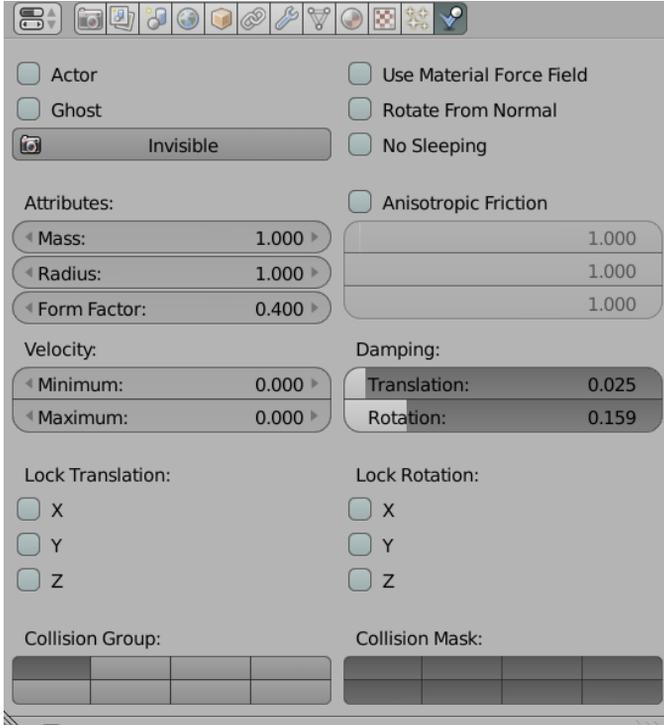 Actor
Use Material Force Field
Ghost
Rotate From Normal
Invisible
No Sleeping
Attributes:
Anisotropic Friction
Mass: 1.000
1.000
Radius: 1.000
1.000
Form Factor: 0.400
1.000
Velocity:
Damping:
Minimum: 0.000
Translation: 0.025
Maximum: 0.000
Rotation: 0.159
Lock Translation:
Lock Rotation:
X
X
Y
Y
Z
Z
Collision Group:
Collision Mask: